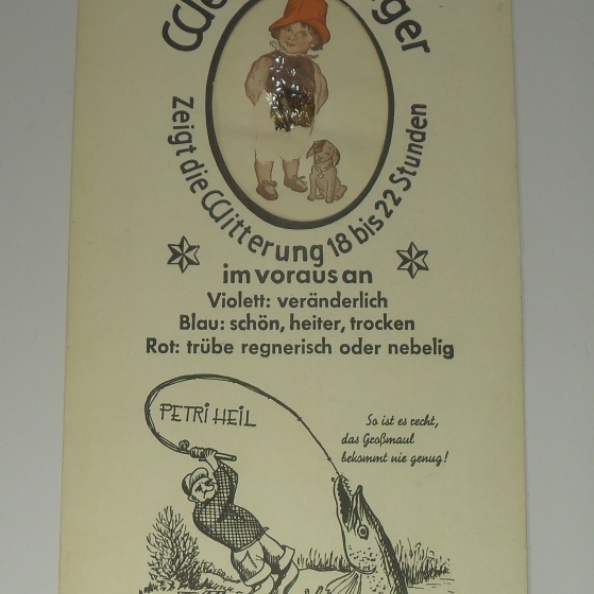 Zeigt die Witterung 18 bis 22 Stunden
im voraus an
Violett: veränderlich
Blau: schön, heiter, trocken
Rot: trübe regnerisch oder nebelig
PETRI HEIL
So ist es recht,
das Großmaul
bekommt nie genug!